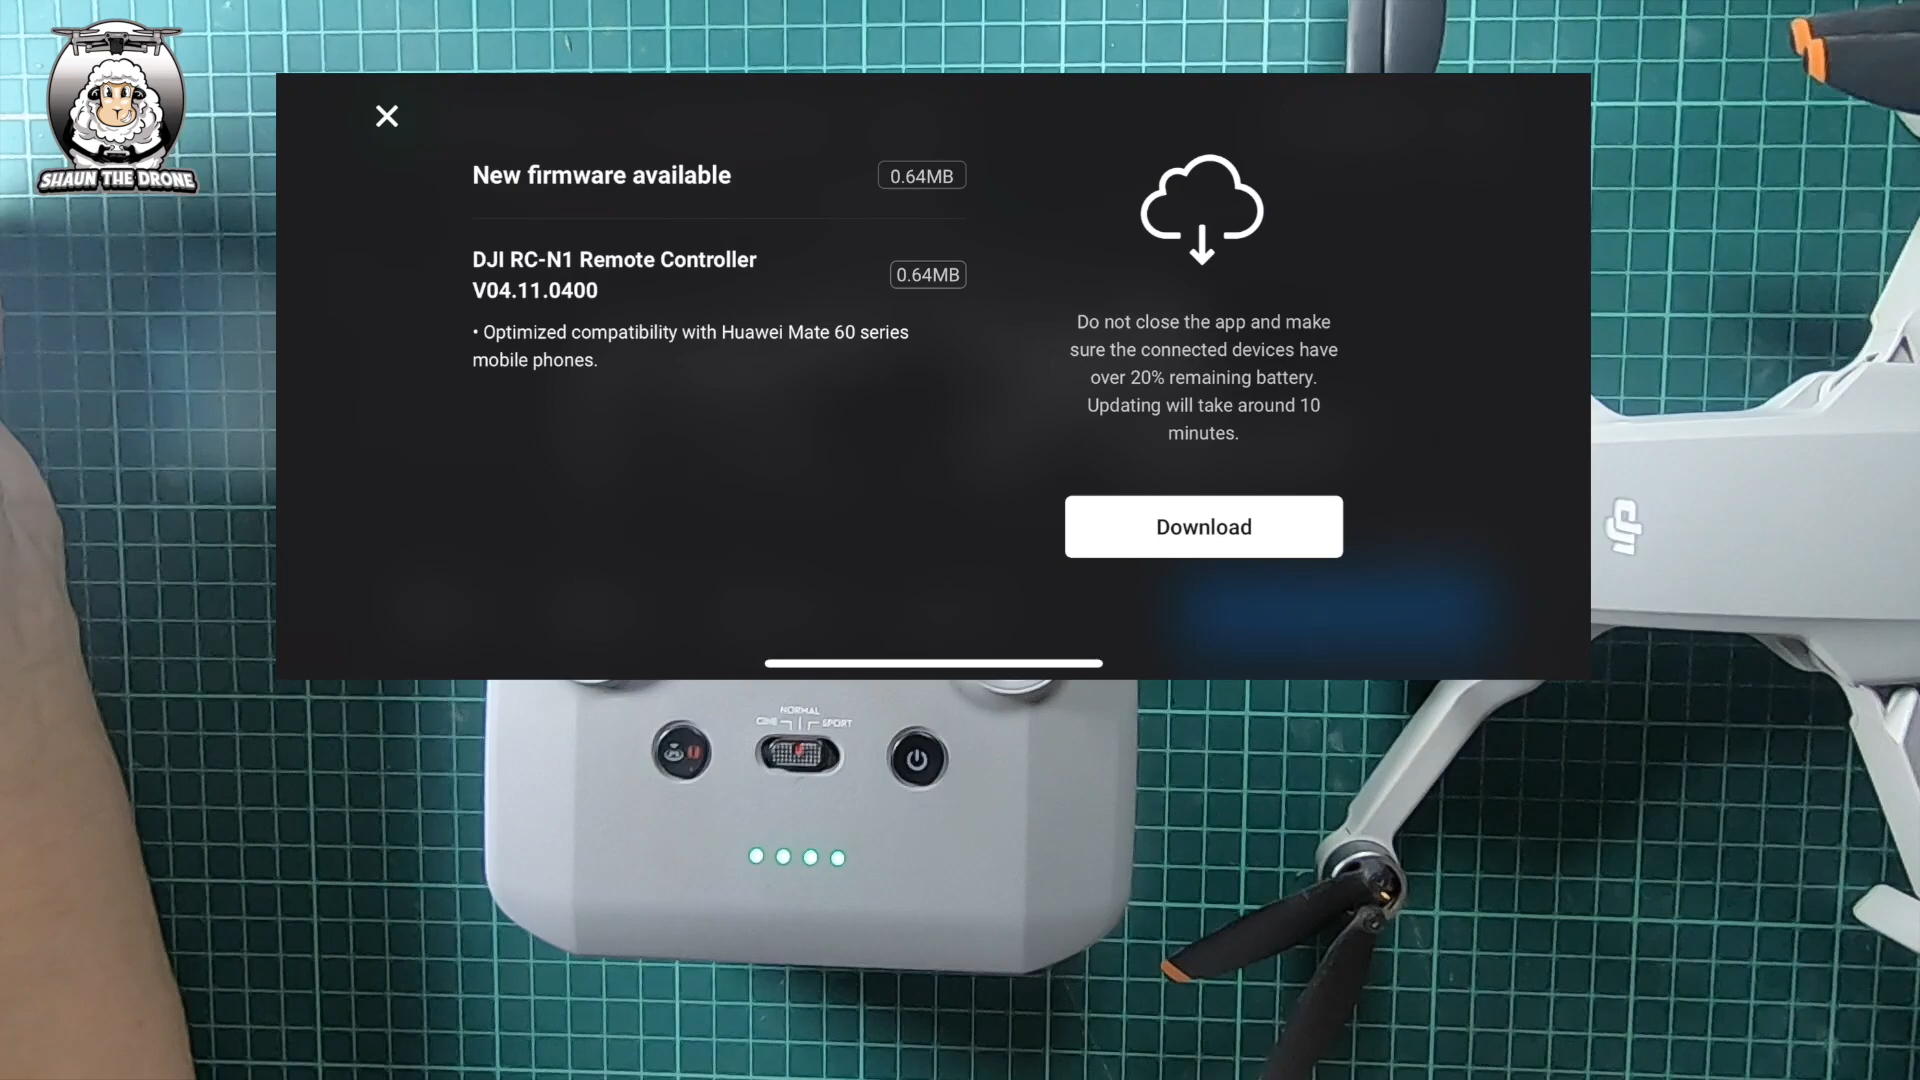 SHAUN THE DRONE
New firmware available
0.64MB
DJI RC-N1 Remote Controller
V04.11.0400
0.64MB
• Optimized compatibility with Huawei Mate 60 series
mobile phones.
Do not close the app and make
sure the connected devices have
over 20% remaining battery.
Updating will take around 10
minutes.
Download
dji
NORMAL
CINE
SPORT